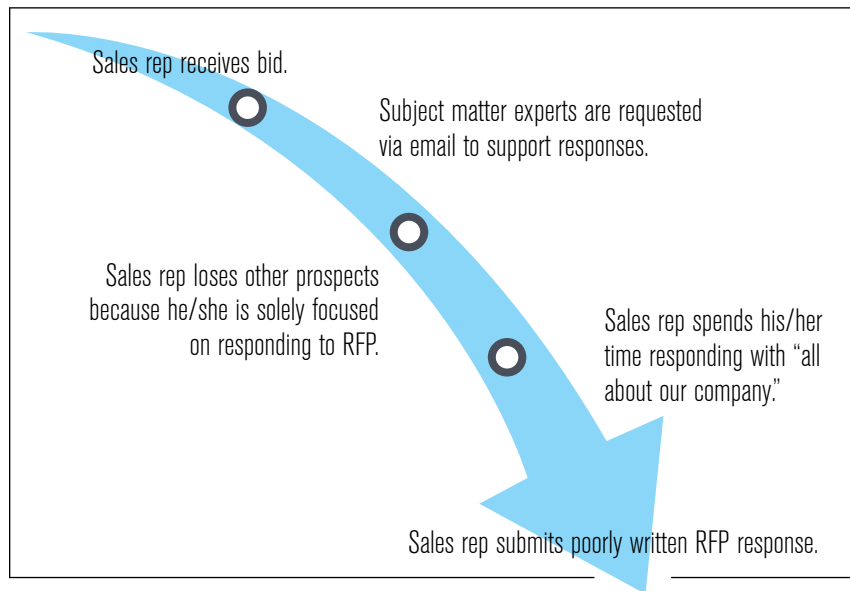 Sales rep receives bid.
Subject matter experts are requested
via email to support responses.
Sales rep loses other prospects
because he/she is solely focused
on responding to RFP.
Sales rep spends his/her
time responding with “all
about our company.”
Sales rep submits poorly written RFP response.